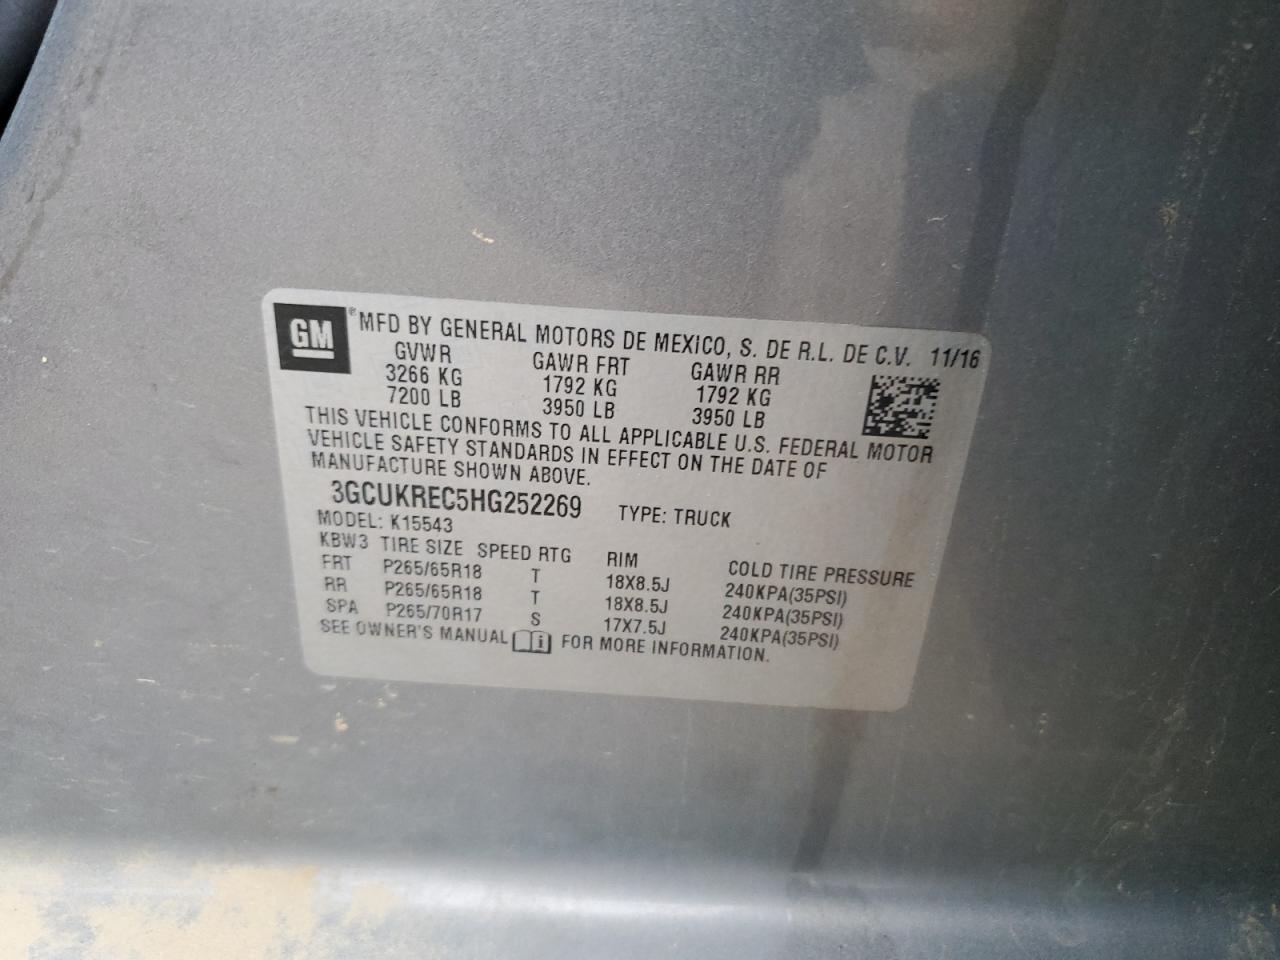 GM ® MFD BY GENERAL MOTORS DE MEXICO, S. DE R.L. DE C.V. 11/16
GVWR GAWR FRT GAWR RR
3266 KG 1792 KG 1792 KG
7200 LB 3950 LB 3950 LB
THIS VEHICLE CONFORMS TO ALL APPLICABLE U.S. FEDERAL MOTOR
VEHICLE SAFETY STANDARDS IN EFFECT ON THE DATE OF
MANUFACTURE SHOWN ABOVE.
3GCUKREC5HG252269 TYPE: TRUCK
MODEL: K15543
KBW3 TIRE SIZE SPEED RTG RIM COLD TIRE PRESSURE
FRT P265/65R18 T 18X8.5J 240KPA(35PSI)
RR P265/65R18 T 18X8.5J 240KPA(35PSI)
SPA P265/70R17 S 17X7.5J 240KPA(35PSI)
SEE OWNER'S MANUAL i FOR MORE INFORMATION.